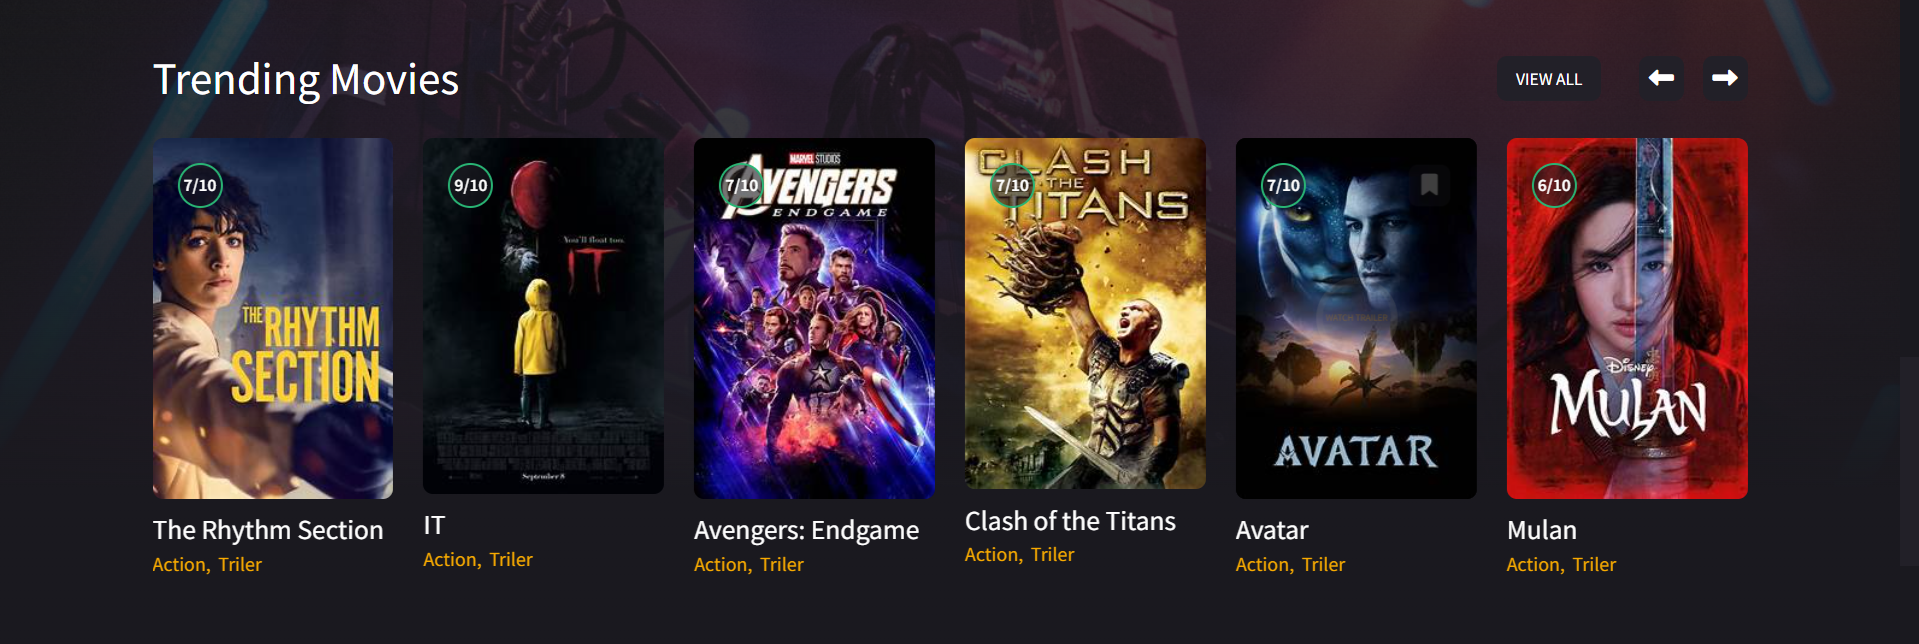 Trending Movies
VIEW ALL
7/10
THE RHYTHM
SECTION
The Rhythm Section
Action, Triler
9/10
You'll float too.
IT
September 8
IT
Action, Triler
7/10
MARVEL STUDIOS
AVENGERS
ENDGAME
Avengers: Endgame
Action, Triler
7/10
CLASH
THE
TITANS
Clash of the Titans
Action, Triler
7/10
WATCH TRAILER
AVATAR
Avatar
Action, Triler
6/10
DISNEY
MULAN
Mulan
Action, Triler